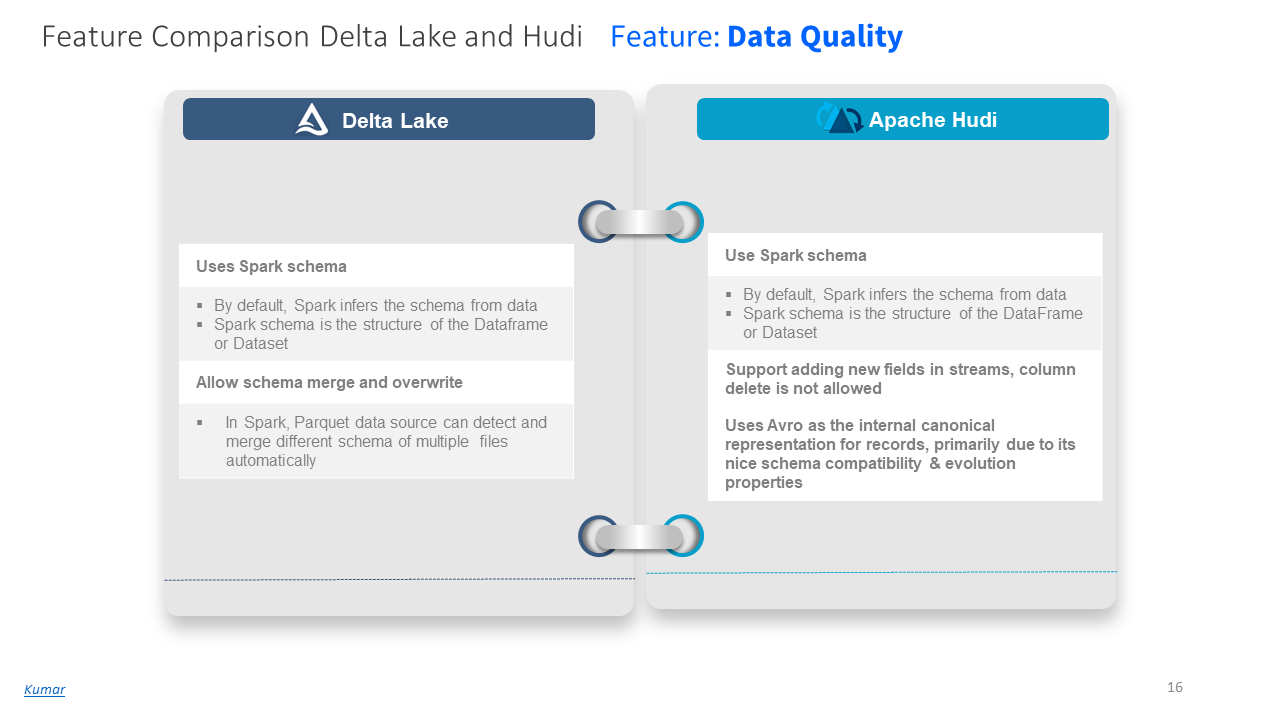 Feature Comparison Delta Lake and Hudi Feature: Data Quality
Delta Lake
Uses Spark schema
▪ By default, Spark infers the schema from data
▪ Spark schema is the structure of the Dataframe
or Dataset
Allow schema merge and overwrite
▪ In Spark, Parquet data source can detect and
merge different schema of multiple files
automatically
Apache Hudi
Use Spark schema
▪ By default, Spark infers the schema from data
▪ Spark schema is the structure of the DataFrame
or Dataset
Support adding new fields in streams, column
delete is not allowed
Uses Avro as the internal canonical
representation for records, primarily due to its
nice schema compatibility & evolution
properties
Kumar
16